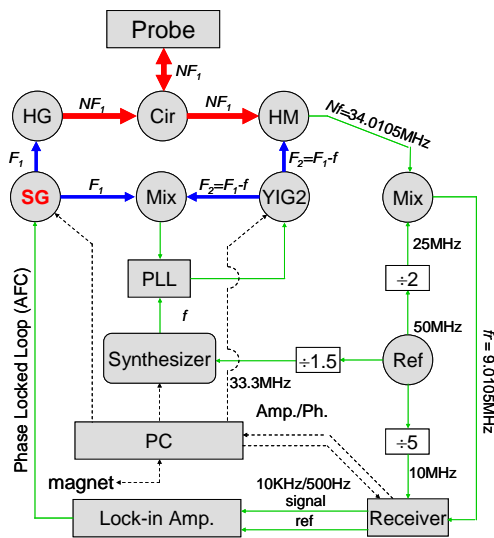 Probe
NF₁
HG
NF₁
Cir
NF₁
HM
Nf=34.0105MHz
F₁
F₂=F₁-f
SG
F₁
Mix
F₂=F₁-f
YIG2
Mix
25MHz
÷2
PLL
f
50MHz
Synthesizer
÷1.5
Ref
33.3MHz
fr = 9.0105MHz
Phase Locked Loop (AFC)
Amp./Ph.
÷5
PC
10MHz
magnet
10KHz/500Hz
signal
Lock-in Amp.
ref
Receiver